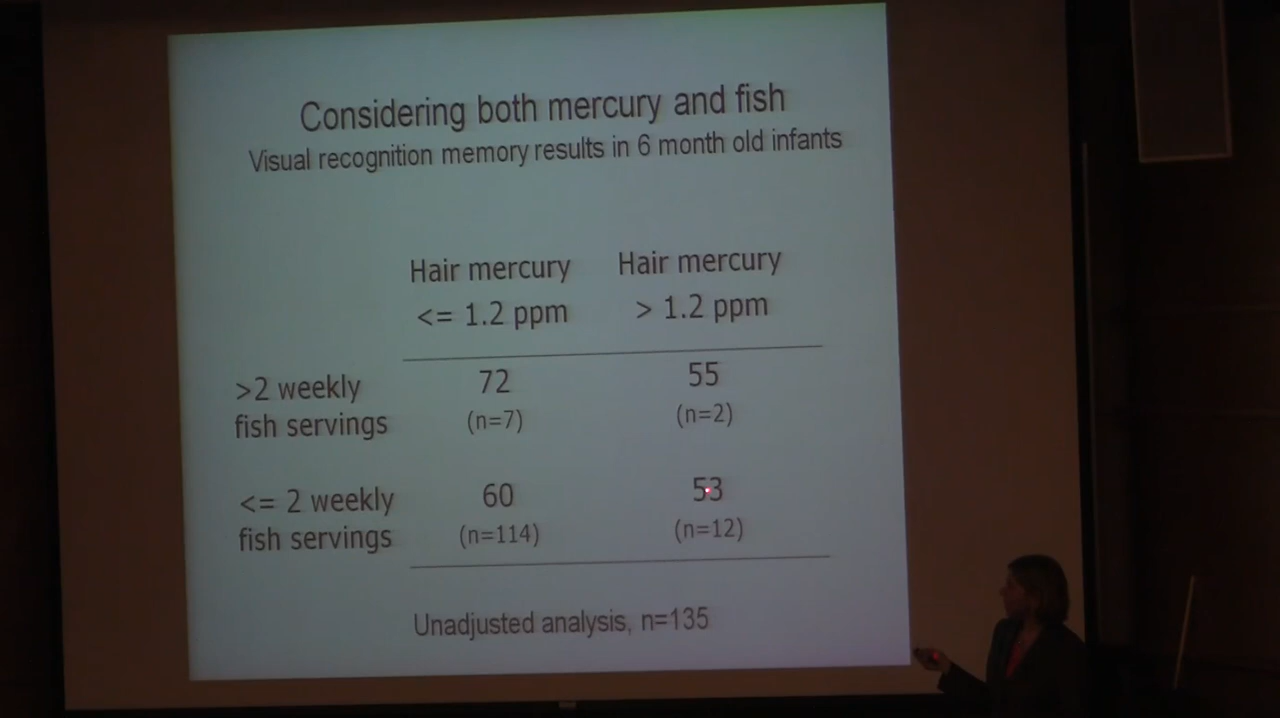 Considering both mercury and fish
Visual recognition memory results in 6 month old infants
Hair mercury Hair mercury
<= 1.2 ppm > 1.2 ppm
>2 weekly 72 55
fish servings (n=7) (n=2)
<= 2 weekly 60 53
fish servings (n=114) (n=12)
Unadjusted analysis, n=135